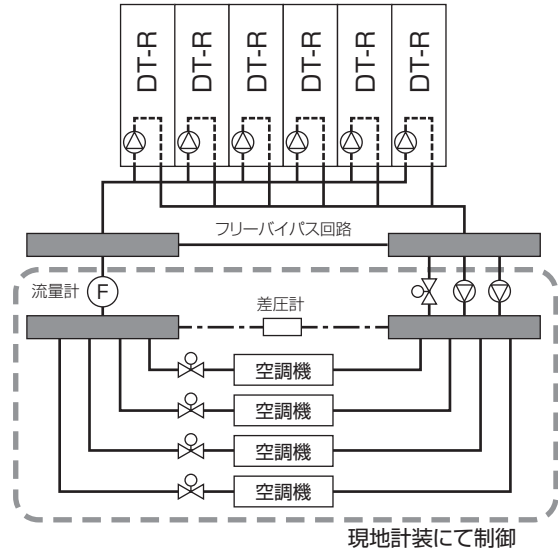 DT-R
DT-R
DT-R
DT-R
DT-R
DT-R
フリーバイパス回路
流量計
F
差圧計
空調機
空調機
空調機
空調機
現地計装にて制御